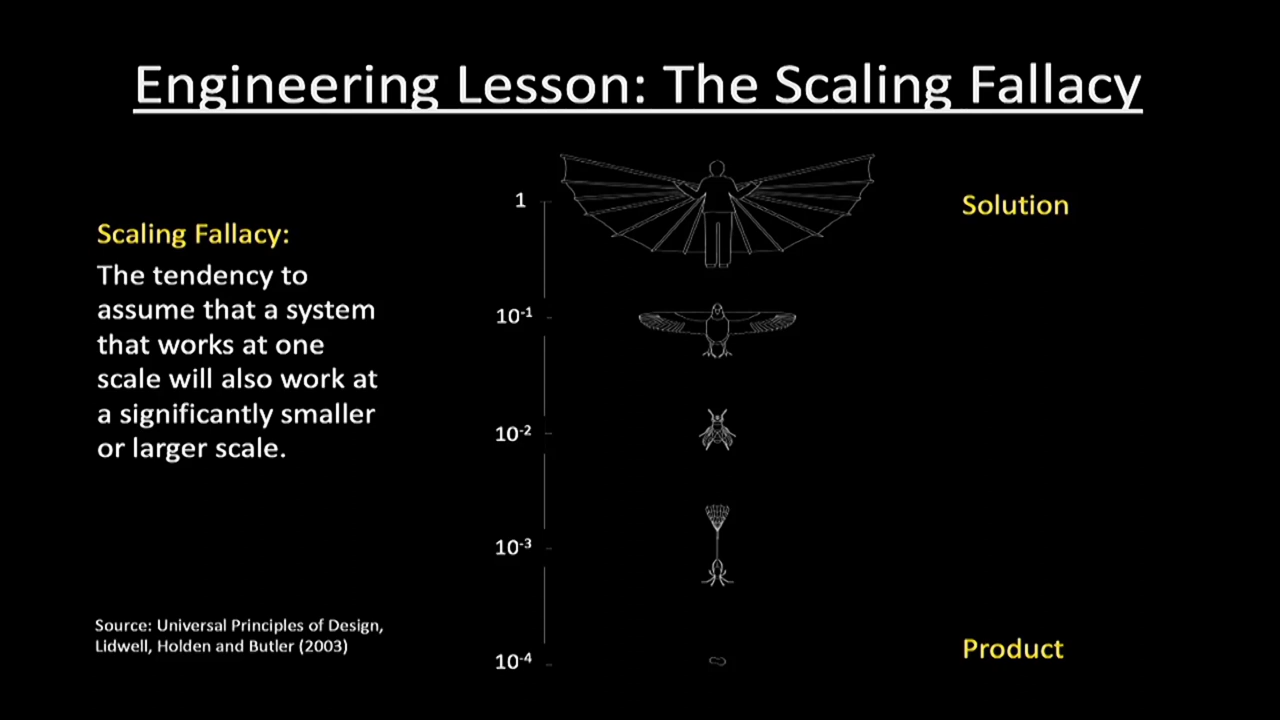 Engineering Lesson: The Scaling Fallacy
Scaling Fallacy:
The tendency to
assume that a system
that works at one
scale will also work at
a significantly smaller
or larger scale.
Source: Universal Principles of Design,
Lidwell, Holden and Butler (2003)
1
10⁻¹
10⁻²
10⁻³
10⁻⁴
Solution
Product